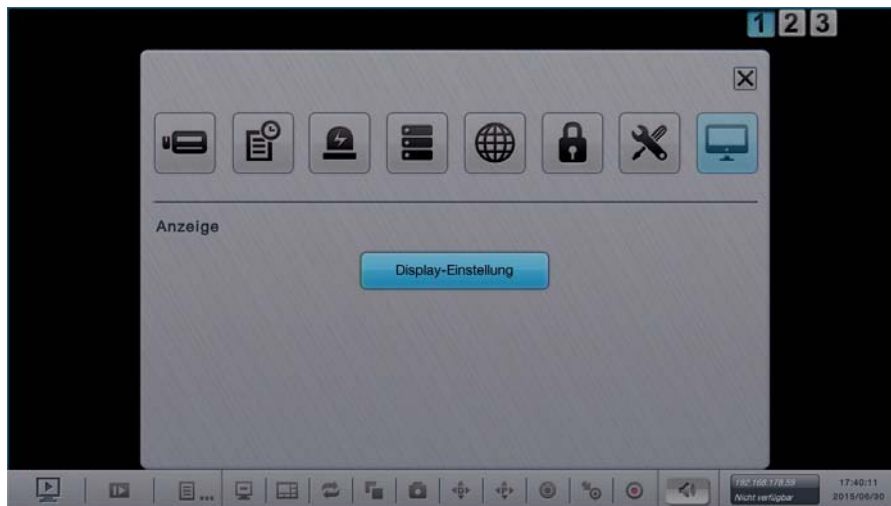 1 2 3
Anzeige
Display-Einstellung
192.168.178.59
Nicht verfügbar
17:40:11
2015/06/30